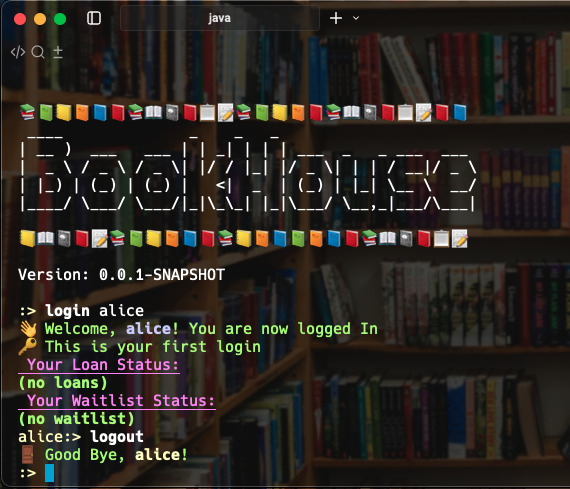 java
BookHouse
Version: 0.0.1-SNAPSHOT
:> login alice
👋 Welcome, alice! You are now logged In
🔑 This is your first login
Your Loan Status:
(no loans)
Your Waitlist Status:
(no waitlist)
alice:> logout
🚪 Good Bye, alice!
:>